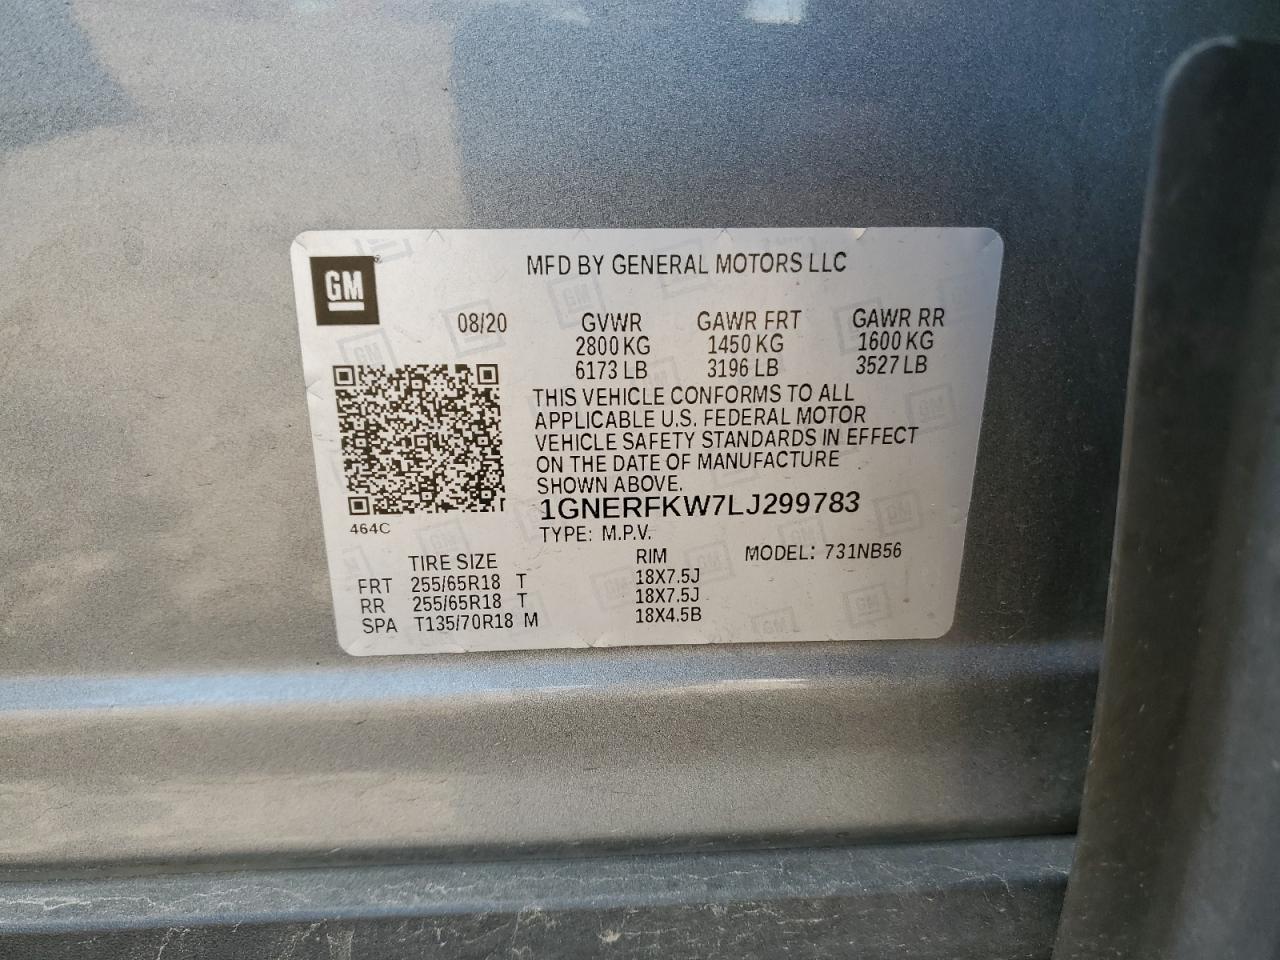 GM
MFD BY GENERAL MOTORS LLC
08/20 GVWR GAWR FRT GAWR RR
2800 KG 1450 KG 1600 KG
6173 LB 3196 LB 3527 LB
THIS VEHICLE CONFORMS TO ALL
APPLICABLE U.S. FEDERAL MOTOR
VEHICLE SAFETY STANDARDS IN EFFECT
ON THE DATE OF MANUFACTURE
SHOWN ABOVE.
1GNERFKW7LJ299783
464C
TYPE: M.P.V.
TIRE SIZE RIM MODEL: 731NB56
FRT 255/65R18 T 18X7.5J
RR 255/65R18 T 18X7.5J
SPA T135/70R18 M 18X4.5B